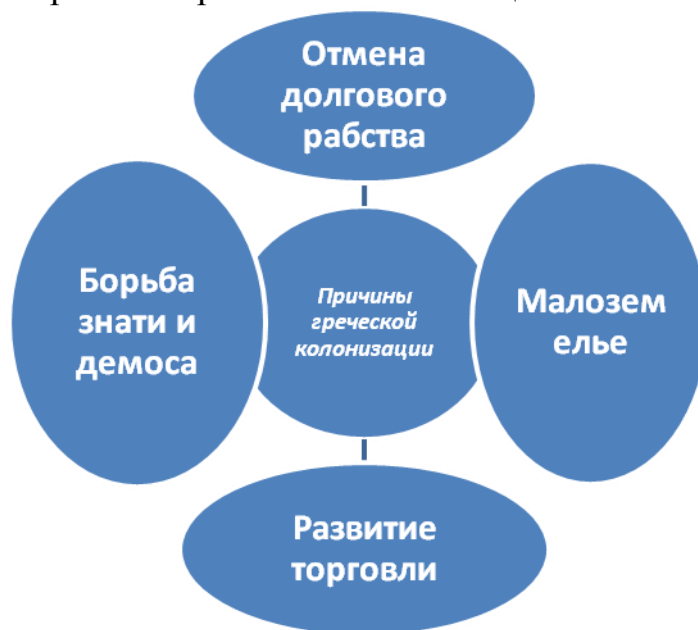 Отмена
долгового
рабства
Борьба
знати и
демоса
Причины
греческой
колонизации
Малозем
елье
Развитие
торговли